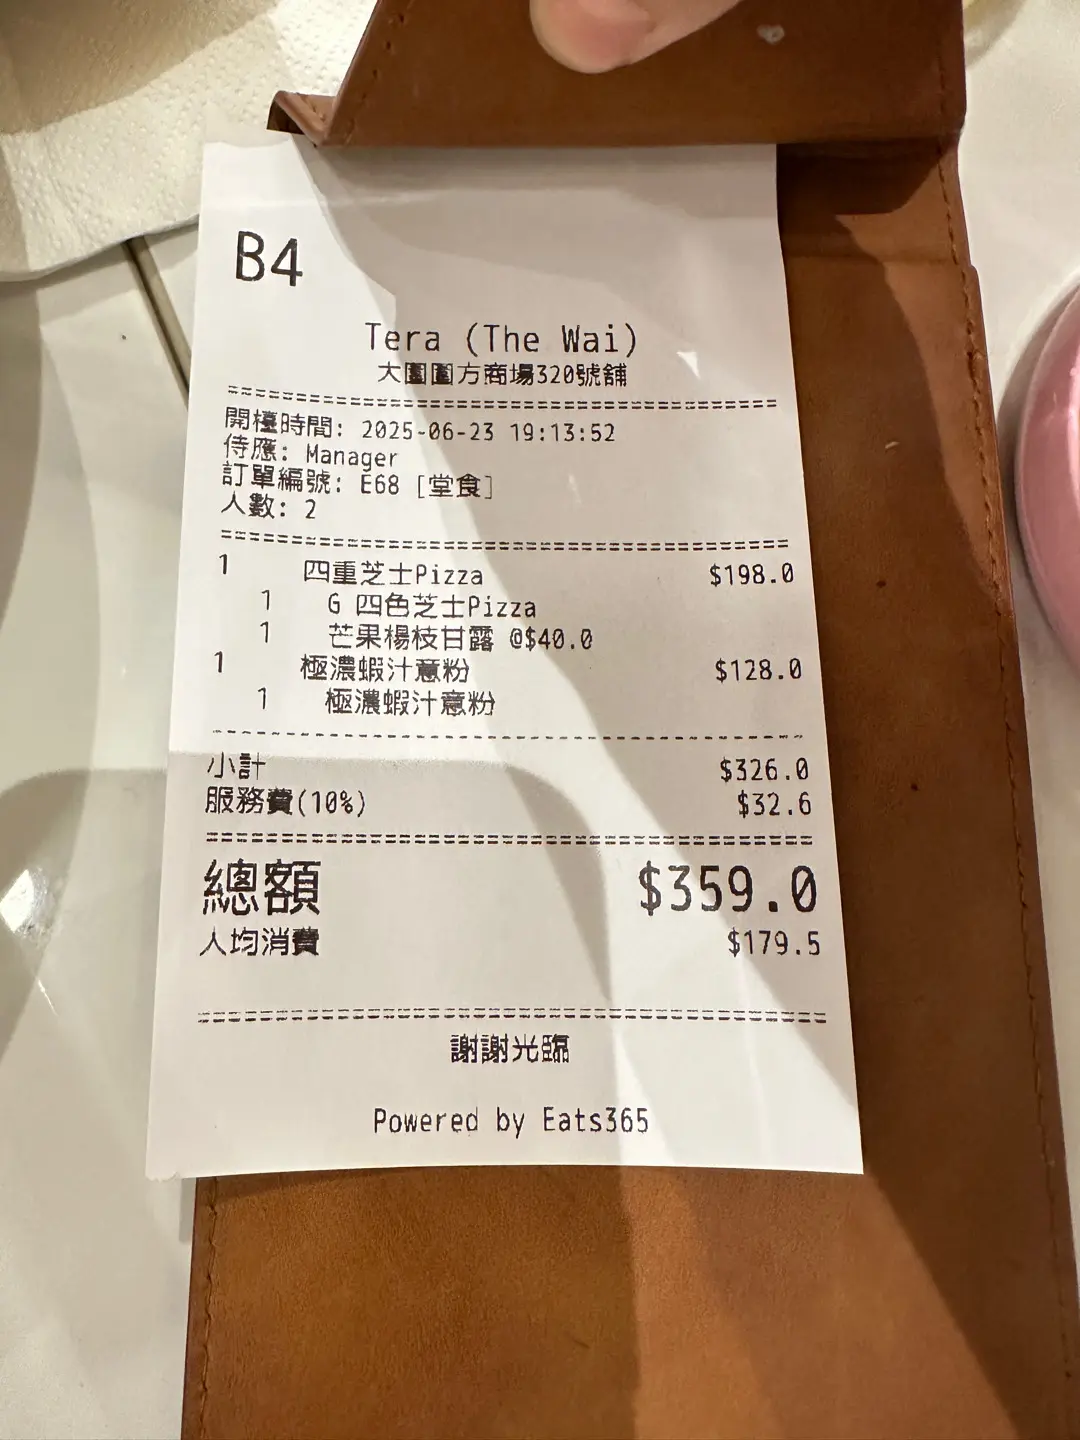 B4
Tera (The Wai)
大圍圍方商場320號舖
開檯時間: 2025-06-23 19:13:52
侍應: Manager
訂單編號: E68 [堂食]
人數: 2
1 四重芝士Pizza $198.0
1 G 四色芝士Pizza
1 芒果楊枝甘露 @$40.0
1 極濃蝦汁意粉 $128.0
1 極濃蝦汁意粉
小計 $326.0
服務費(10%) $32.6
總額 $359.0
人均消費 $179.5
謝謝光臨
Powered by Eats365